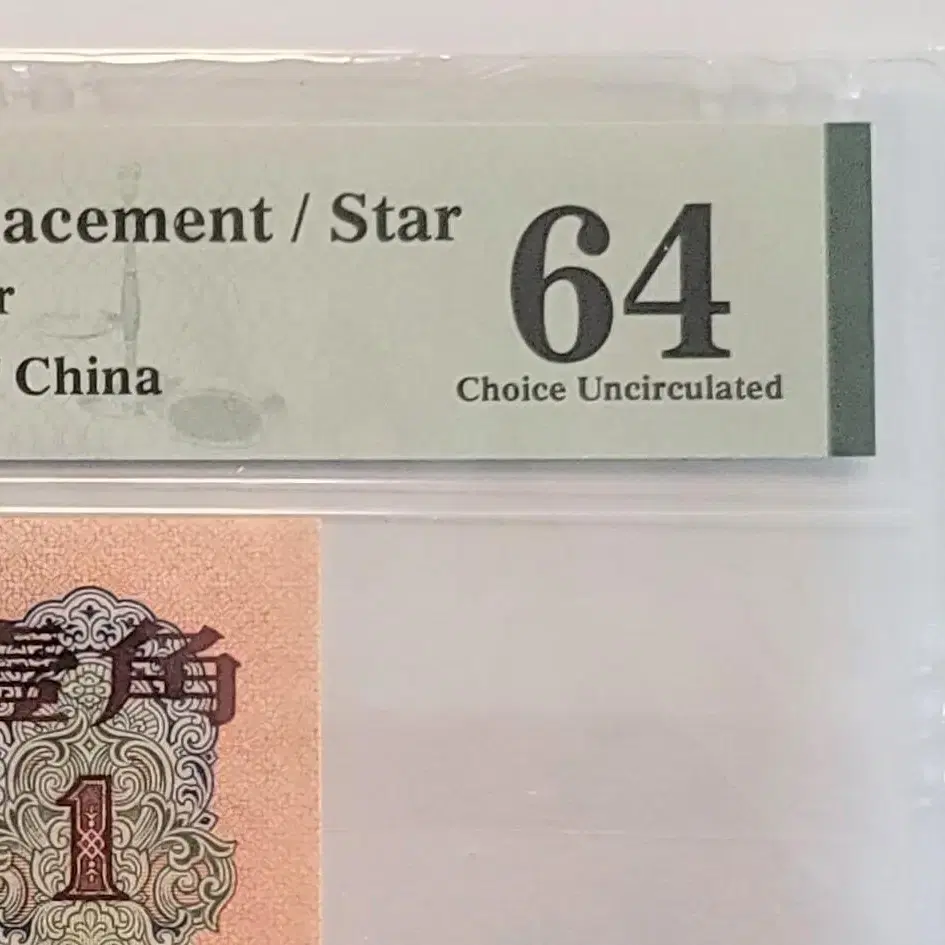 acement / Star
r
China
64
Choice Uncirculated
壹角
1